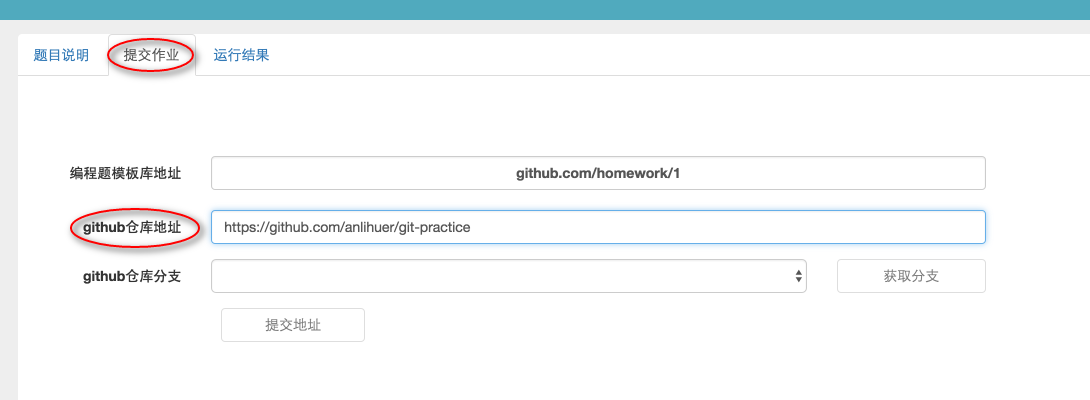 题目说明 提交作业 运行结果
编程题模板库地址 github.com/homework/1
github仓库地址 https://github.com/anlihuer/git-practice
github仓库分支 获取分支
提交地址